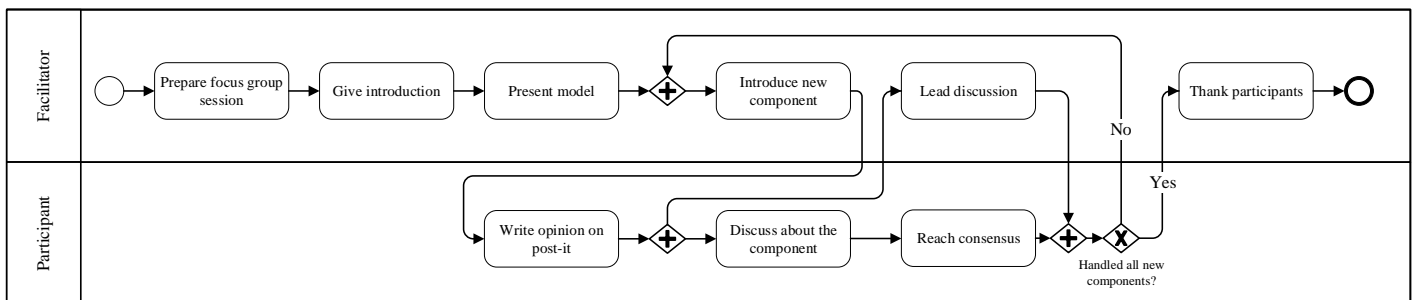 Facilitator
Prepare focus group
session
Give introduction
Present model
Introduce new
component
Lead discussion
Thank participants
No
Yes
Participant
Write opinion on
post-it
Discuss about the
component
Reach consensus
Handled all new
components?